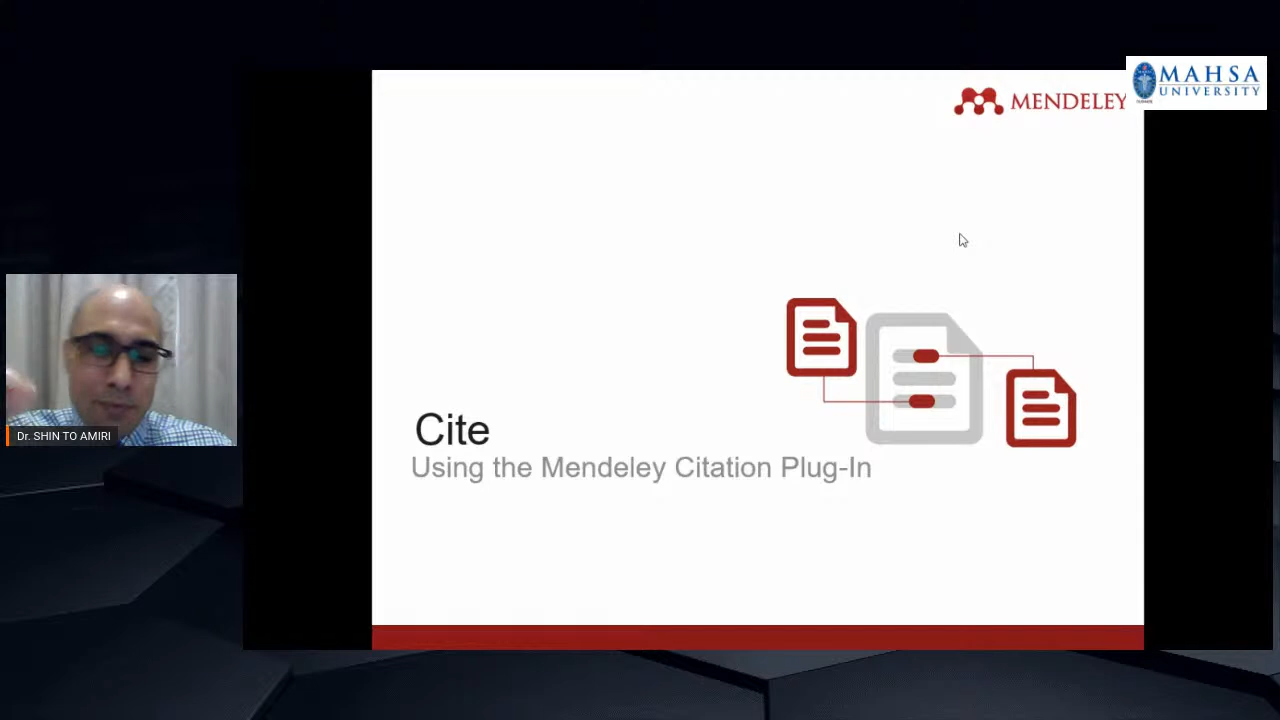 MAHSA
UNIVERSITY
MENDELEY
Cite
Using the Mendeley Citation Plug-In
Dr. SHIN TO AMIRI